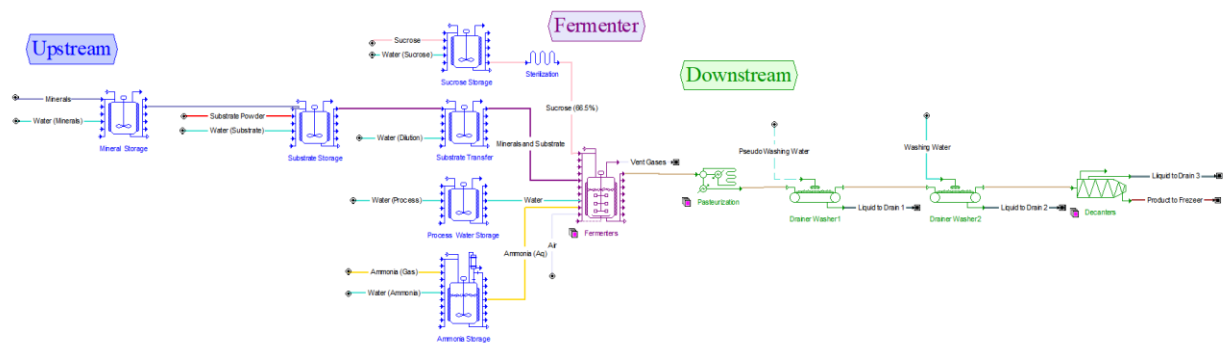 Upstream
Fermenter
Downstream
Sucrose
Water (Sucrose)
Sucrose Storage
Sterilization
Sucrose (66.5%)
Minerals
Water (Minerals)
Mineral Storage
Substrate Powder
Water (Substrate)
Substrate Storage
Water (Dilution)
Substrate Transfer
Minerals and Substrate
Water (Process)
Process Water Storage
Water
Ammonia (Gas)
Water (Ammonia)
Ammonia Storage
Ammonia (Aq)
Air
Fermenters
Vent Gases
Pasteurization
Pseudo Washing Water
Drainer Washer1
Liquid to Drain 1
Washing Water
Drainer Washer2
Liquid to Drain 2
Decanters
Liquid to Drain 3
Product to Frezeer